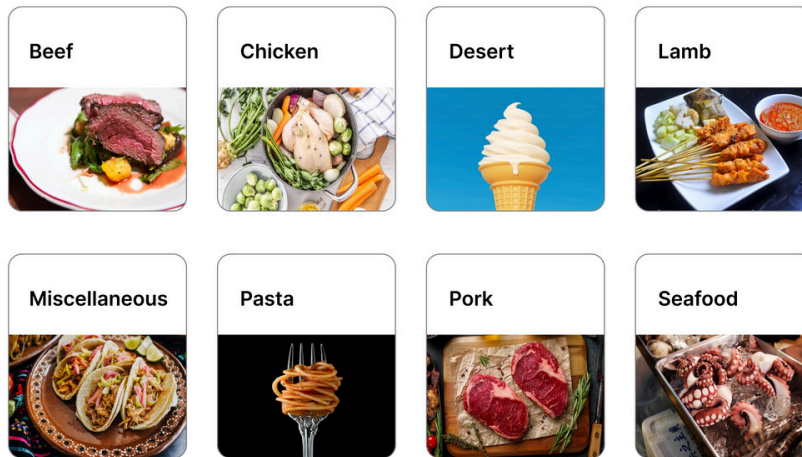 Beef
Chicken
Desert
Lamb
Miscellaneous
Pasta
Pork
Seafood